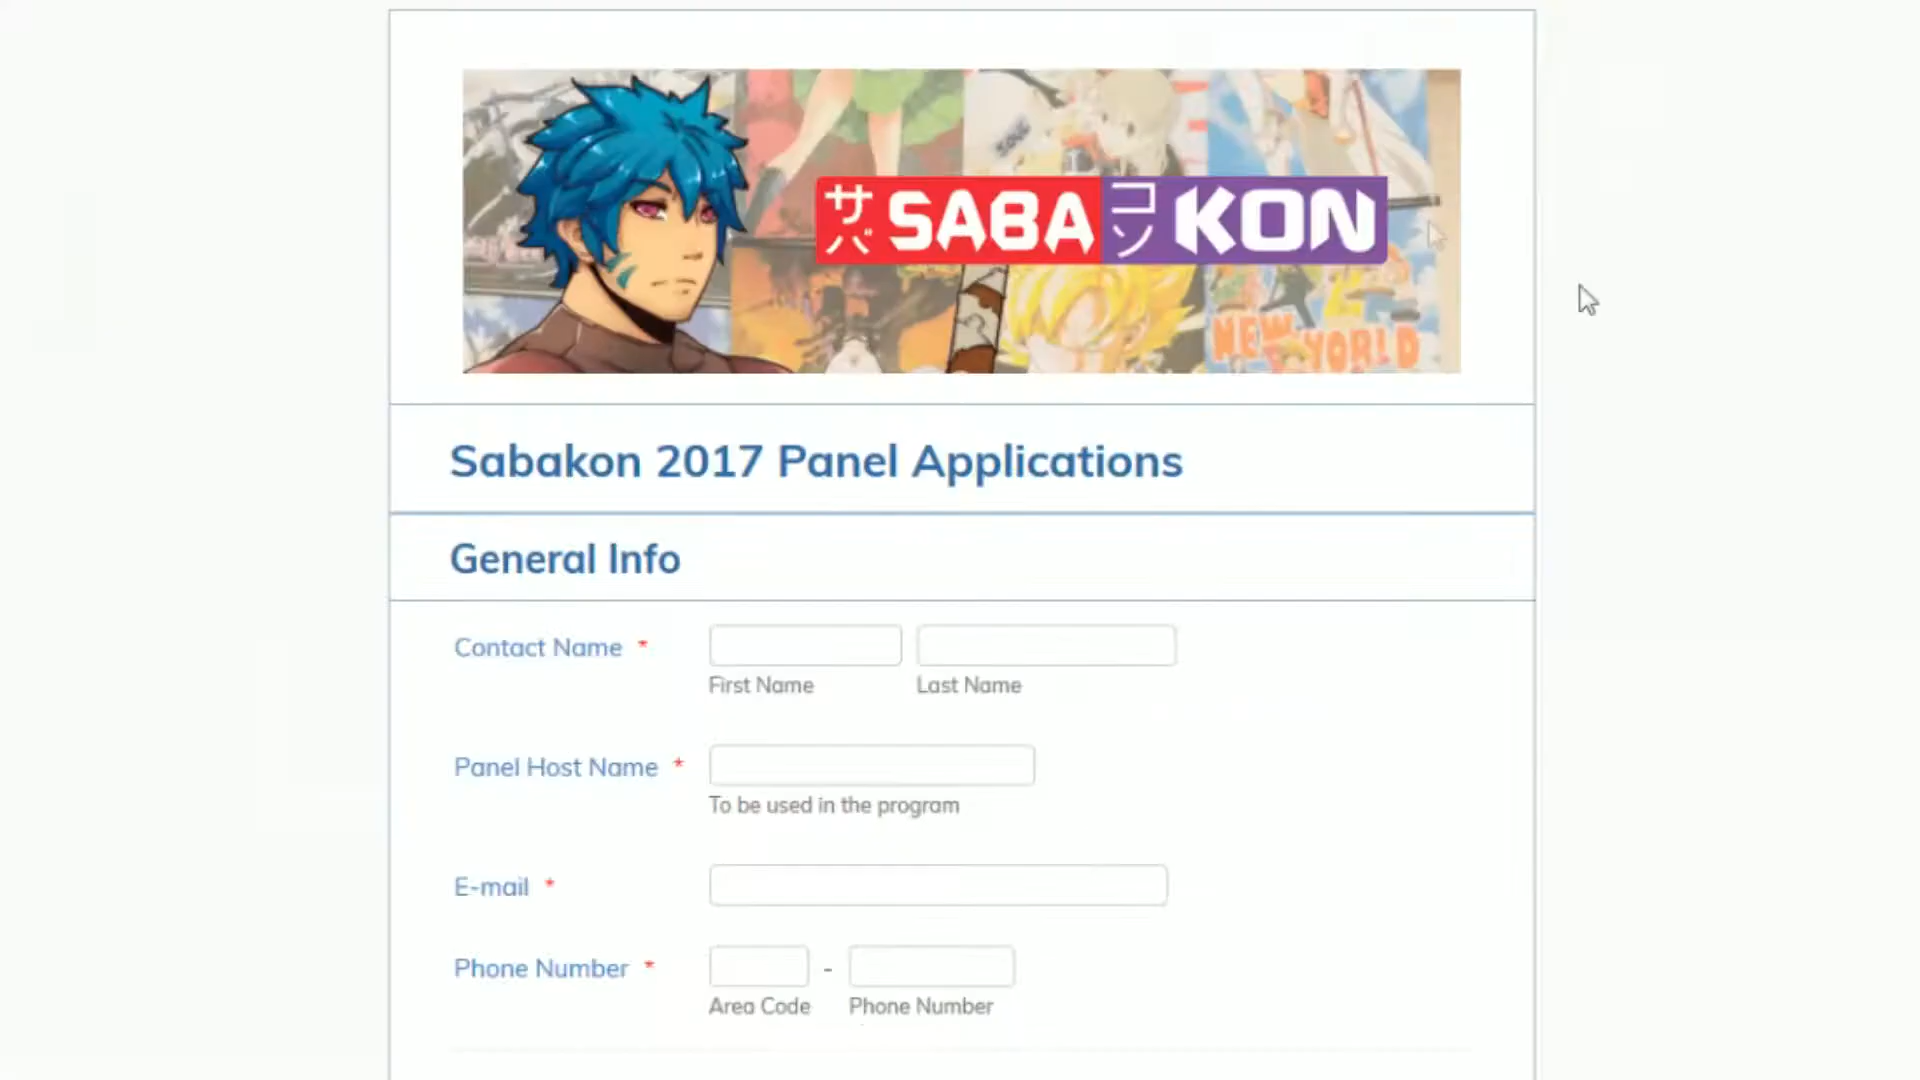 サバ SABA コン KON
SOUL
NEW WORLD
Sabakon 2017 Panel Applications
General Info
Contact Name *
First Name Last Name
Panel Host Name *
To be used in the program
E-mail *
Phone Number * -
Area Code Phone Number